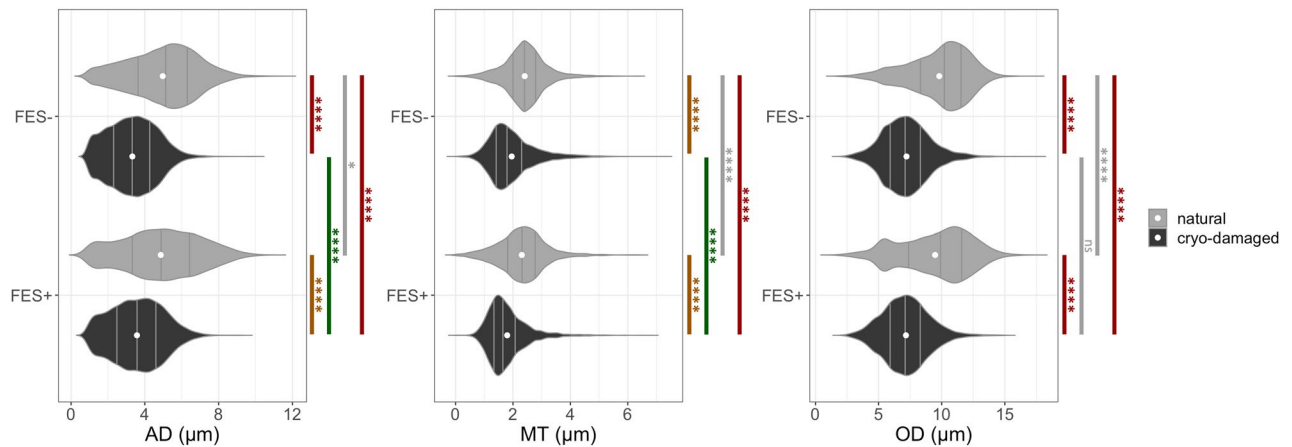 FES-
FES+
0 4 8 12
AD (μm)
****
****
****
*
****
FES-
FES+
0 2 4 6
MT (μm)
****
****
****
****
****
FES-
FES+
0 5 10 15
OD (μm)
****
****
ns
****
****
natural
cryo-damaged